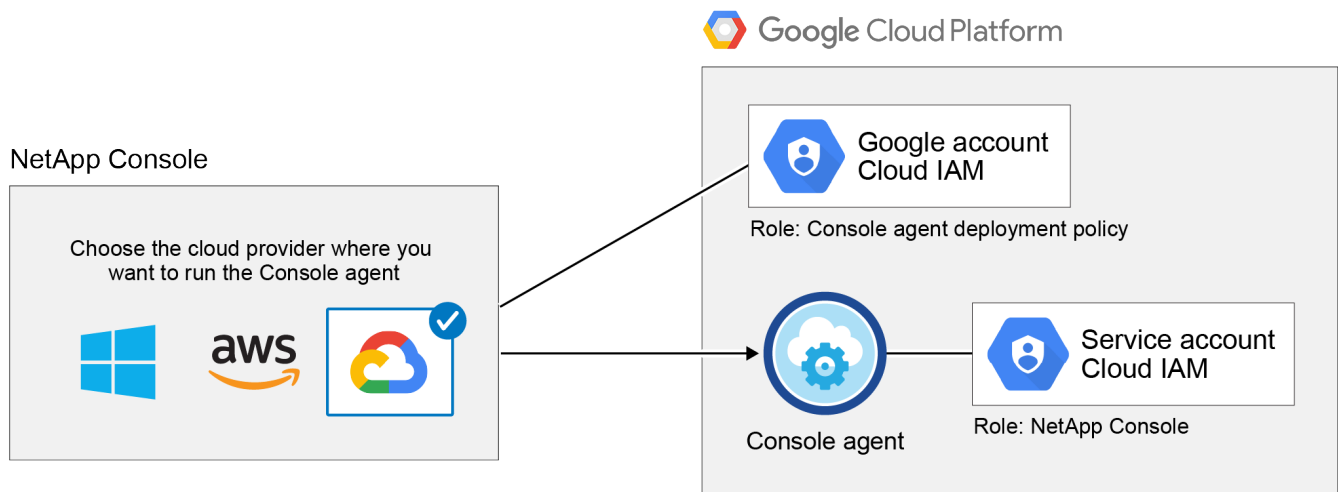 Google Cloud Platform
NetApp Console
Choose the cloud provider where you
want to run the Console agent
aws
Google account
Cloud IAM
Role: Console agent deployment policy
Console agent
Service account
Cloud IAM
Role: NetApp Console